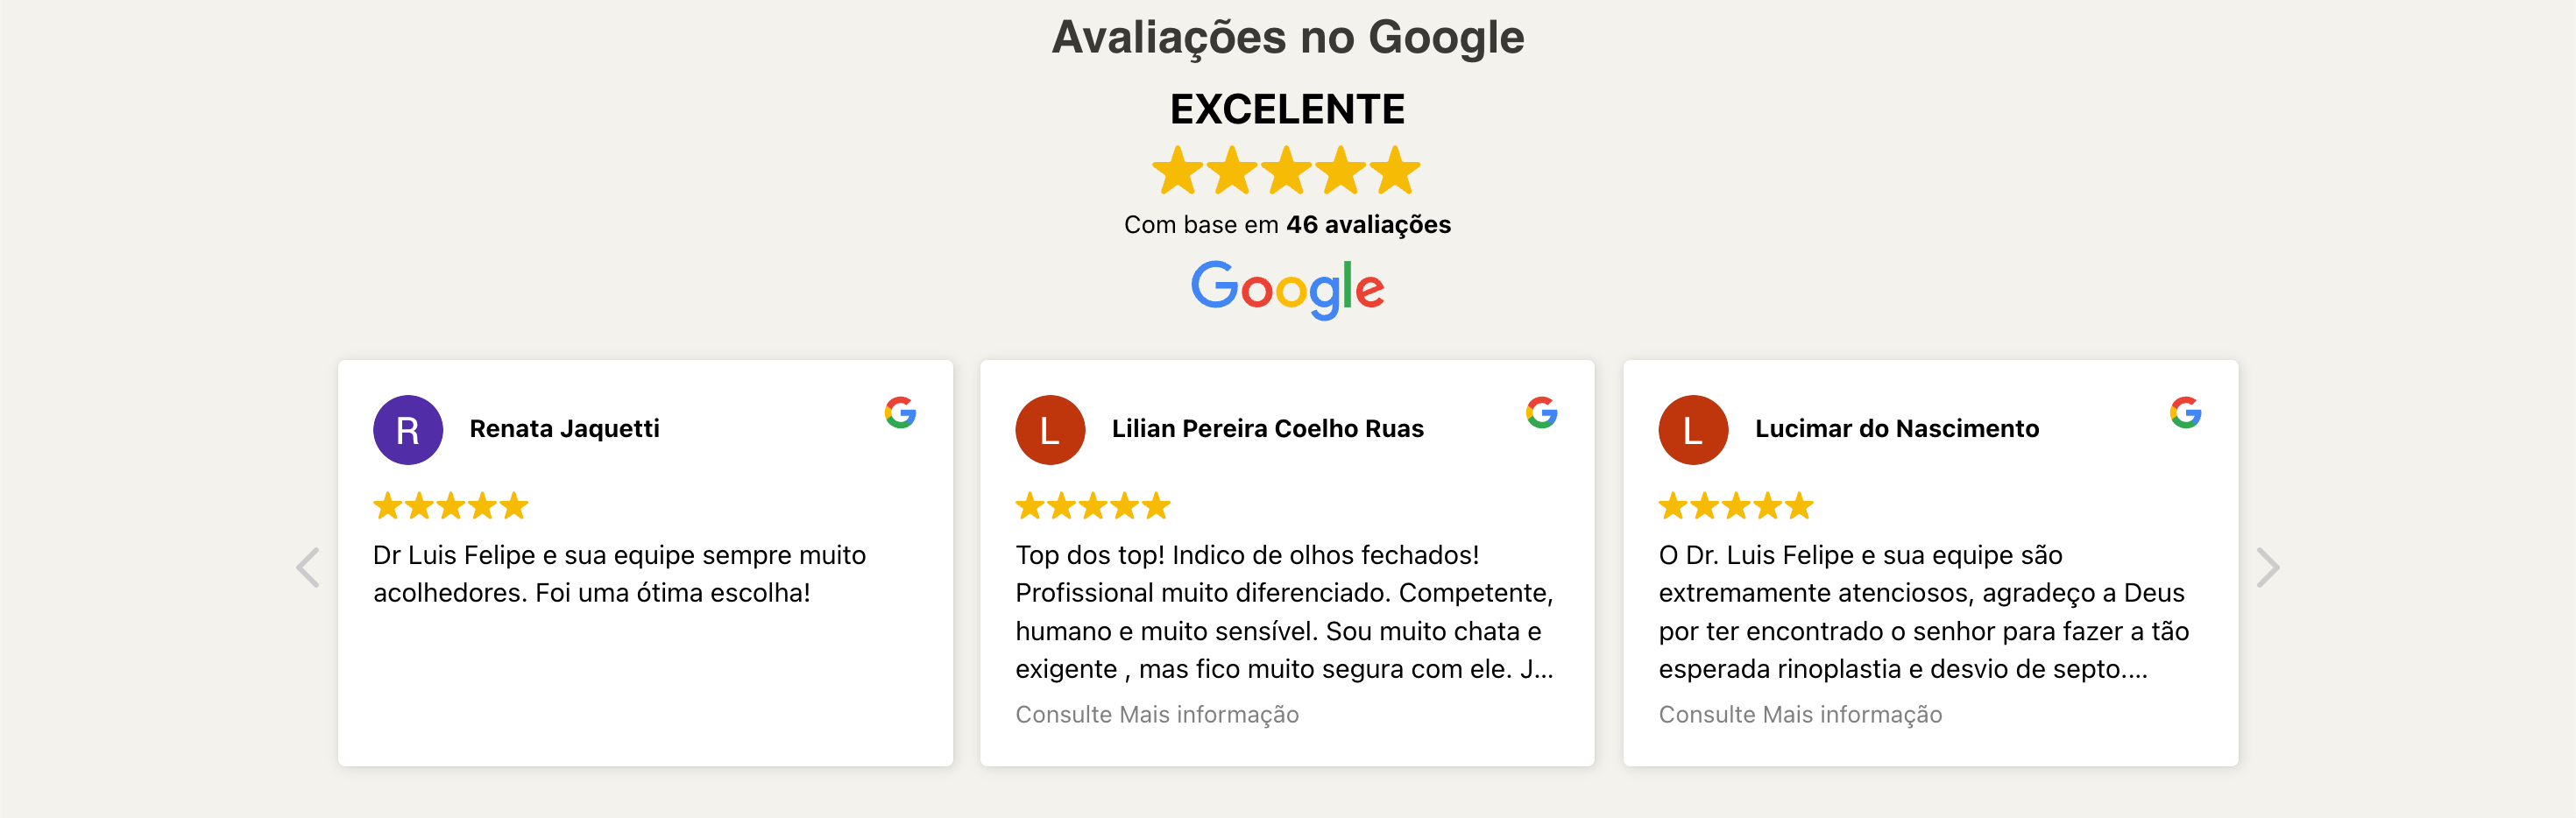 Avaliações no Google
EXCELENTE
Com base em 46 avaliações
Google
R
Renata Jaquetti
Dr Luis Felipe e sua equipe sempre muito
acolhedores. Foi uma ótima escolha!
L
Lilian Pereira Coelho Ruas
Top dos top! Indico de olhos fechados!
Profissional muito diferenciado. Competente,
humano e muito sensível. Sou muito chata e
exigente , mas fico muito segura com ele. J...
Consulte Mais informação
L
Lucimar do Nascimento
O Dr. Luis Felipe e sua equipe são
extremamente atenciosos, agradeço a Deus
por ter encontrado o senhor para fazer a tão
esperada rinoplastia e desvio de septo....
Consulte Mais informação